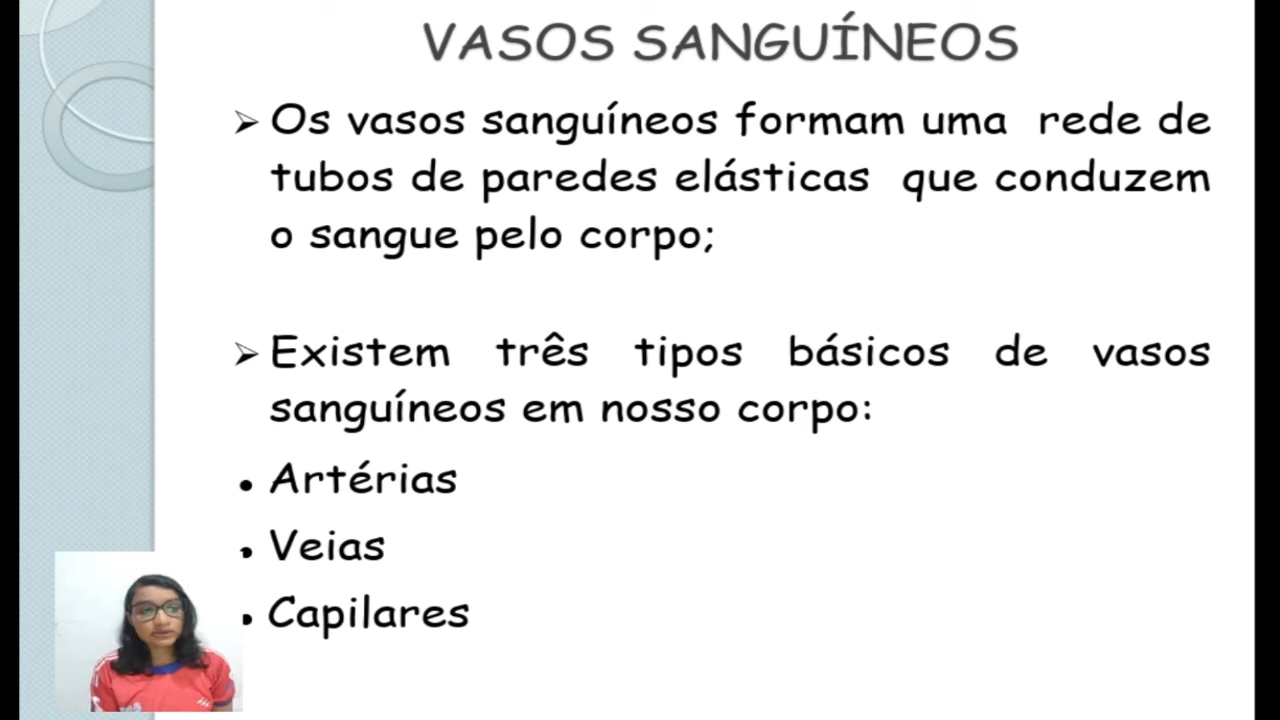 VASOS SANGUÍNEOS
➢ Os vasos sanguíneos formam uma rede de
tubos de paredes elásticas que conduzem
o sangue pelo corpo;
➢ Existem três tipos básicos de vasos
sanguíneos em nosso corpo:
• Artérias
• Veias
• Capilares